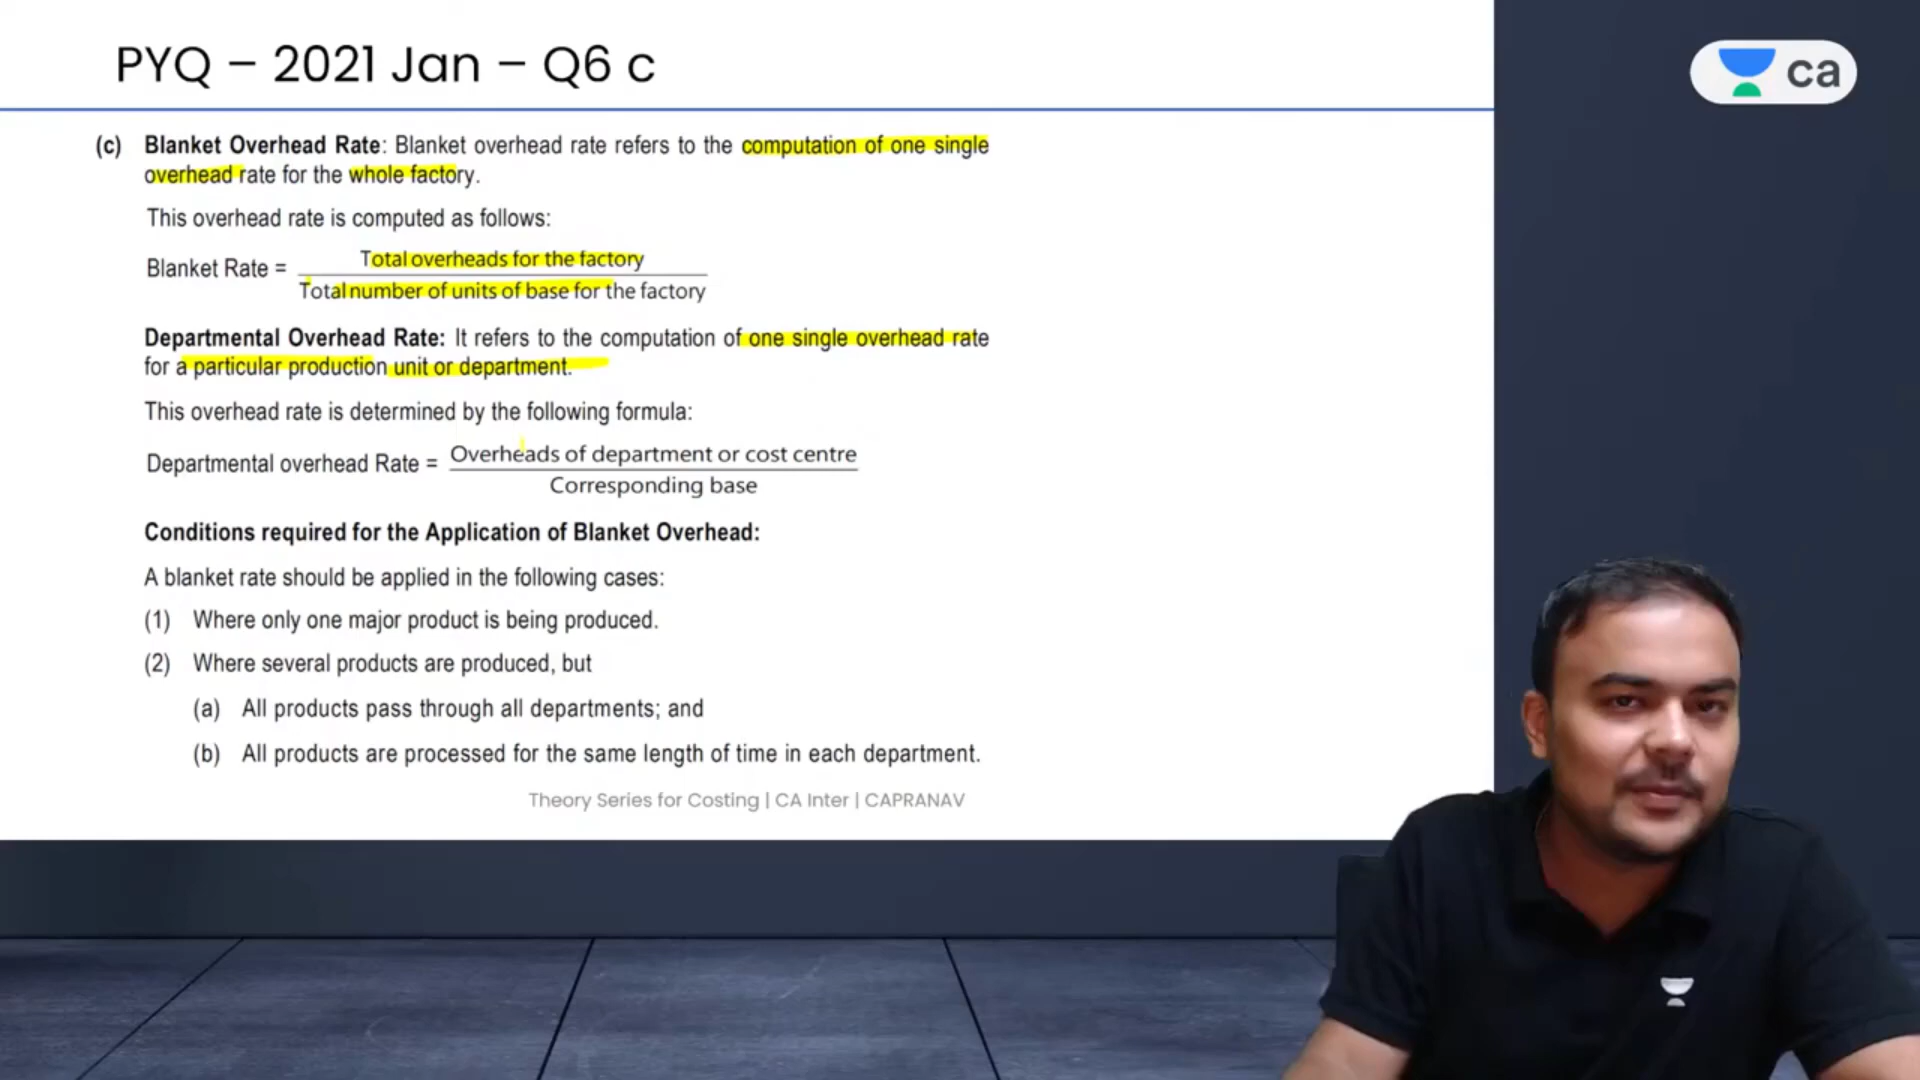 PYQ – 2021 Jan – Q6 c
ca
(c) Blanket Overhead Rate: Blanket overhead rate refers to the computation of one single
overhead rate for the whole factory.
This overhead rate is computed as follows:
Blanket Rate = Total overheads for the factory
Total number of units of base for the factory
Departmental Overhead Rate: It refers to the computation of one single overhead rate
for a particular production unit or department.
This overhead rate is determined by the following formula:
Departmental overhead Rate = Overheads of department or cost centre
Corresponding base
Conditions required for the Application of Blanket Overhead:
A blanket rate should be applied in the following cases:
(1) Where only one major product is being produced.
(2) Where several products are produced, but
(a) All products pass through all departments; and
(b) All products are processed for the same length of time in each department.
Theory Series for Costing | CA Inter | CAPRANAV